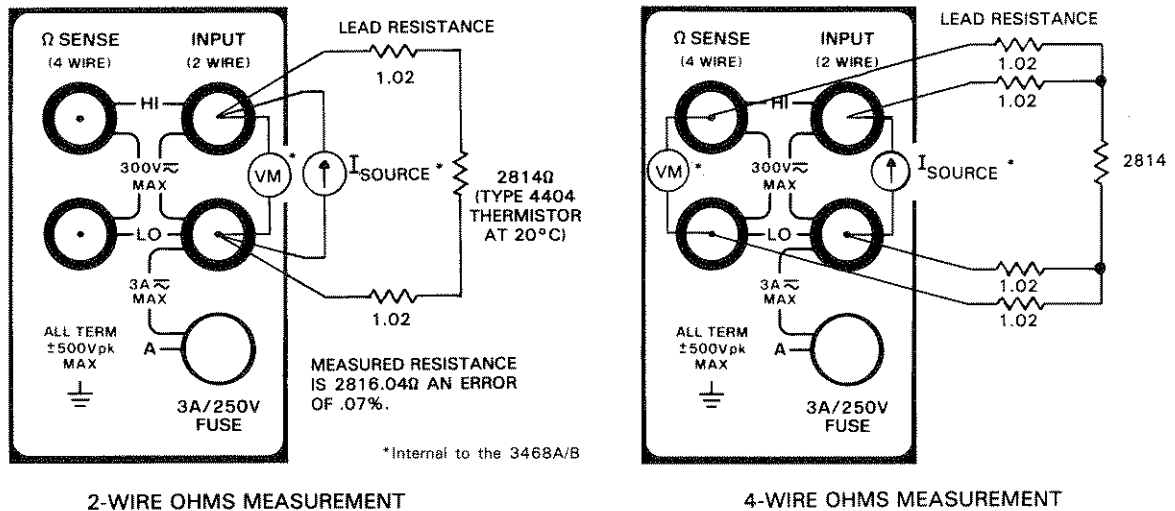 Ω SENSE
(4 WIRE)
INPUT
(2 WIRE)
HI
300V⎓
MAX
LO
3A⎓
MAX
ALL TERM
±500Vpk
MAX
A
3A/250V
FUSE
VM
*
I SOURCE *
LEAD RESISTANCE
1.02
2814Ω
(TYPE 4404
THERMISTOR
AT 20°C)
1.02
MEASURED RESISTANCE
IS 2816.04Ω AN ERROR
OF .07%.
*Internal to the 3468A/B
2-WIRE OHMS MEASUREMENT
Ω SENSE
(4 WIRE)
INPUT
(2 WIRE)
HI
VM
*
300V⎓
MAX
LO
3A⎓
MAX
ALL TERM
±500Vpk
MAX
A
3A/250V
FUSE
I SOURCE *
LEAD RESISTANCE
1.02
1.02
2814
1.02
1.02
4-WIRE OHMS MEASUREMENT